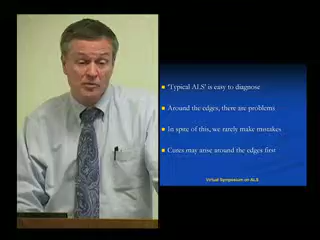 'Typical ALS' is easy to diagnose
Around the edges, there are problems
In spite of this, we rarely make mistakes
Cures may arise around the edges first
Virtual Symposium on ALS